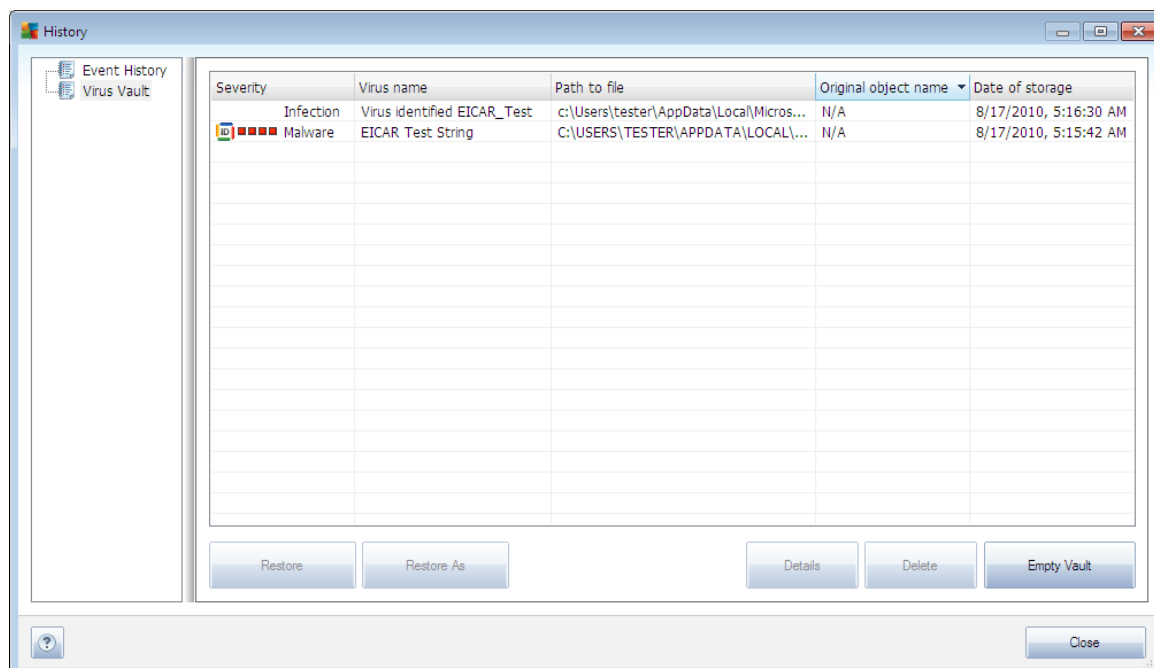 History
Event History
Virus Vault
Severity Virus name Path to file Original object name Date of storage
Infection Virus identified EICAR_Test c:\Users\tester\AppData\Local\Micros... N/A 8/17/2010, 5:16:30 AM
ID Malware EICAR Test String C:\USERS\TESTER\APPDATA\LOCAL\... N/A 8/17/2010, 5:15:42 AM
Restore Restore As Details Delete Empty Vault
? Close